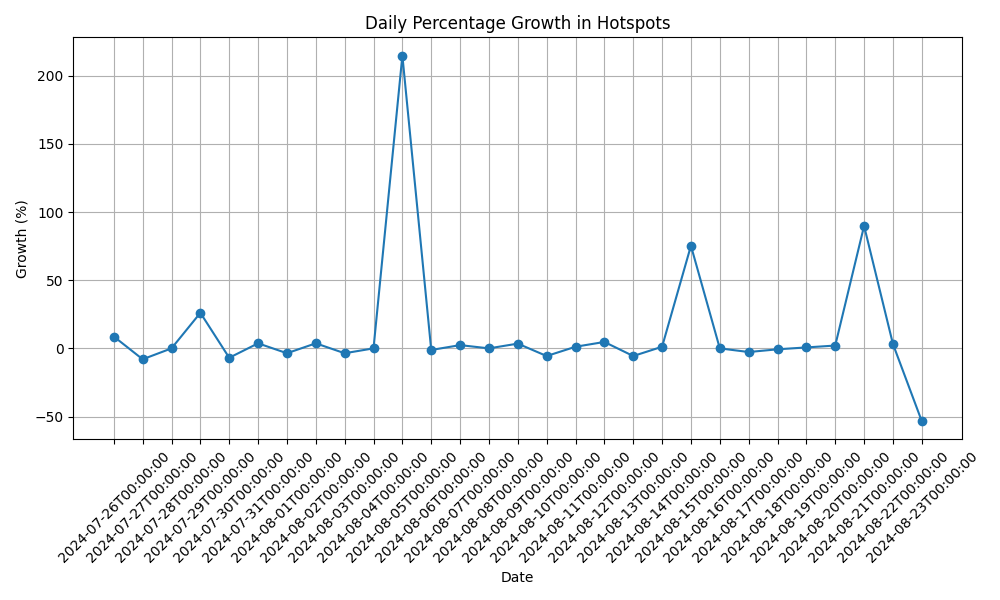 Daily Percentage Growth in Hotspots
Growth (%)
200
150
100
50
0
−50
2024-07-26T00:00:00
2024-07-27T00:00:00
2024-07-28T00:00:00
2024-07-29T00:00:00
2024-07-30T00:00:00
2024-07-31T00:00:00
2024-08-01T00:00:00
2024-08-02T00:00:00
2024-08-03T00:00:00
2024-08-04T00:00:00
2024-08-05T00:00:00
2024-08-06T00:00:00
2024-08-07T00:00:00
2024-08-08T00:00:00
2024-08-09T00:00:00
2024-08-10T00:00:00
2024-08-11T00:00:00
2024-08-12T00:00:00
2024-08-13T00:00:00
2024-08-14T00:00:00
2024-08-15T00:00:00
2024-08-16T00:00:00
2024-08-17T00:00:00
2024-08-18T00:00:00
2024-08-19T00:00:00
2024-08-20T00:00:00
2024-08-21T00:00:00
2024-08-22T00:00:00
2024-08-23T00:00:00
Date